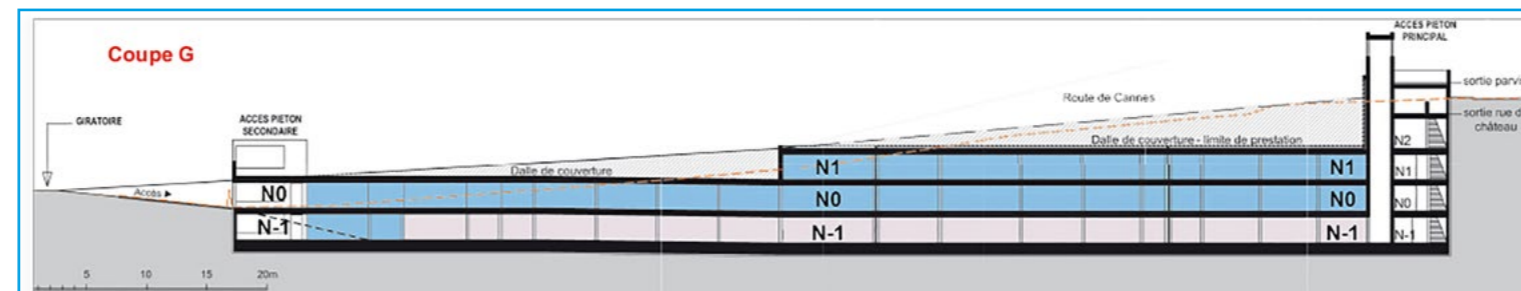 Coupe G
ACCES PIETON
PRINCIPAL
sortie parvis
Route de Cannes
sortie rue d
château
GIRATOIRE
ACCES PIETON
SECONDAIRE
Dalle de couverture - limite de prestation
N2
Dalle de couverture
N1
N1
N1
Accès
N0
N0
N0
N0
N-1
N-1
N-1
N-1
5
10
15
20m